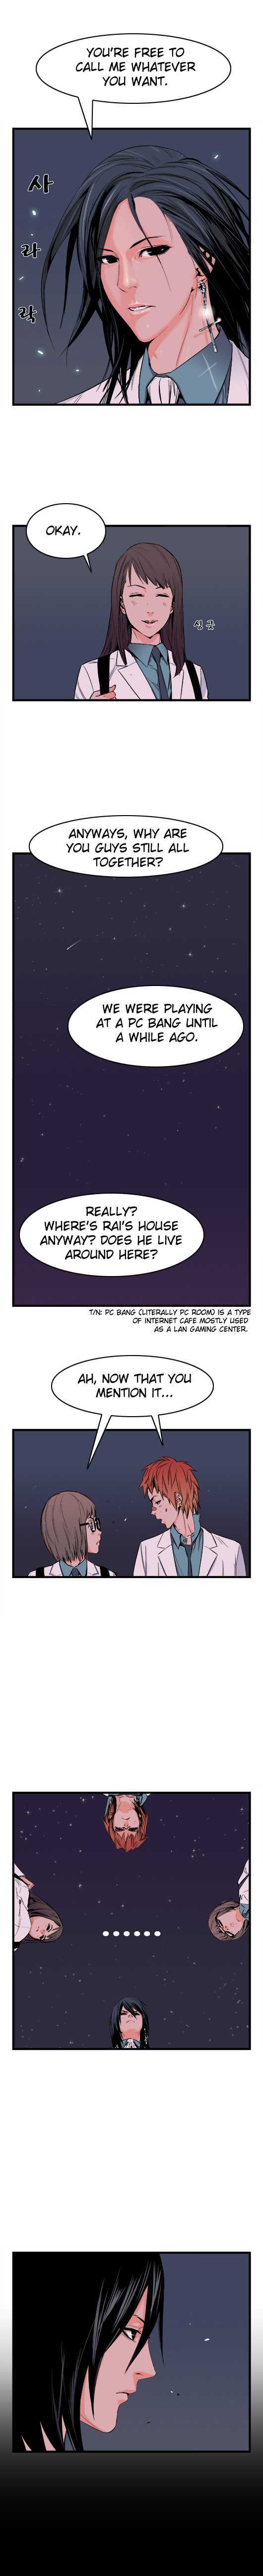 YOU'RE FREE TO
CALL ME WHATEVER
YOU WANT.
사
라
락
OKAY.
싱긋
ANYWAYS, WHY ARE
YOU GUYS STILL ALL
TOGETHER?
WE WERE PLAYING
AT A PC BANG UNTIL
A WHILE AGO.
REALLY?
WHERE'S RAI'S HOUSE
ANYWAY? DOES HE LIVE
AROUND HERE?
T/N: PC BANG (LITERALLY PC ROOM) IS A TYPE
OF INTERNET CAFE MOSTLY USED
AS A LAN GAMING CENTER.
AH, NOW THAT YOU
MENTION IT...
......